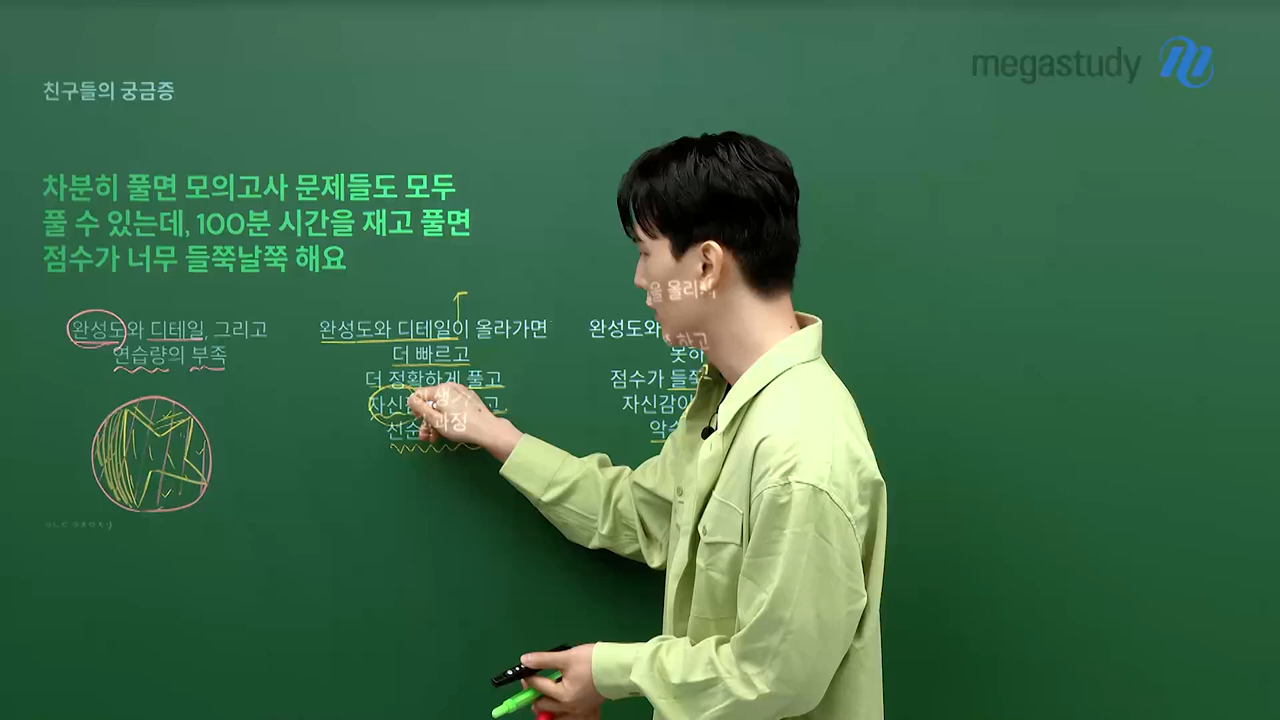 megastudy
친구들의 궁금증
차분히 풀면 모의고사 문제들도 모두
풀 수 있는데, 100분 시간을 재고 풀면
점수가 너무 들쭉날쭉 해요
완성도와 디테일, 그리고
연습량의 부족
완성도와 디테일이 올라가면
더 빠르고
더 정확하게 풀고
고
완성도와
점수가
자신감이
과정